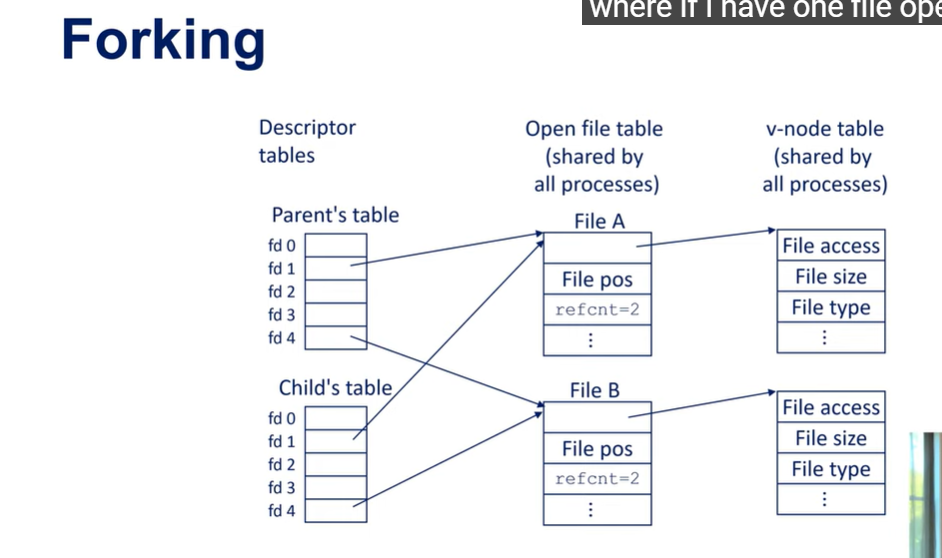 where if I have one file ope
Forking
Descriptor
tables
Open file table
(shared by
all processes)
v-node table
(shared by
all processes)
Parent's table
fd 0
fd 1
fd 2
fd 3
fd 4
File A
File pos
refcnt=2
⋮
File access
File size
File type
⋮
Child's table
fd 0
fd 1
fd 2
fd 3
fd 4
File B
File pos
refcnt=2
⋮
File access
File size
File type
⋮